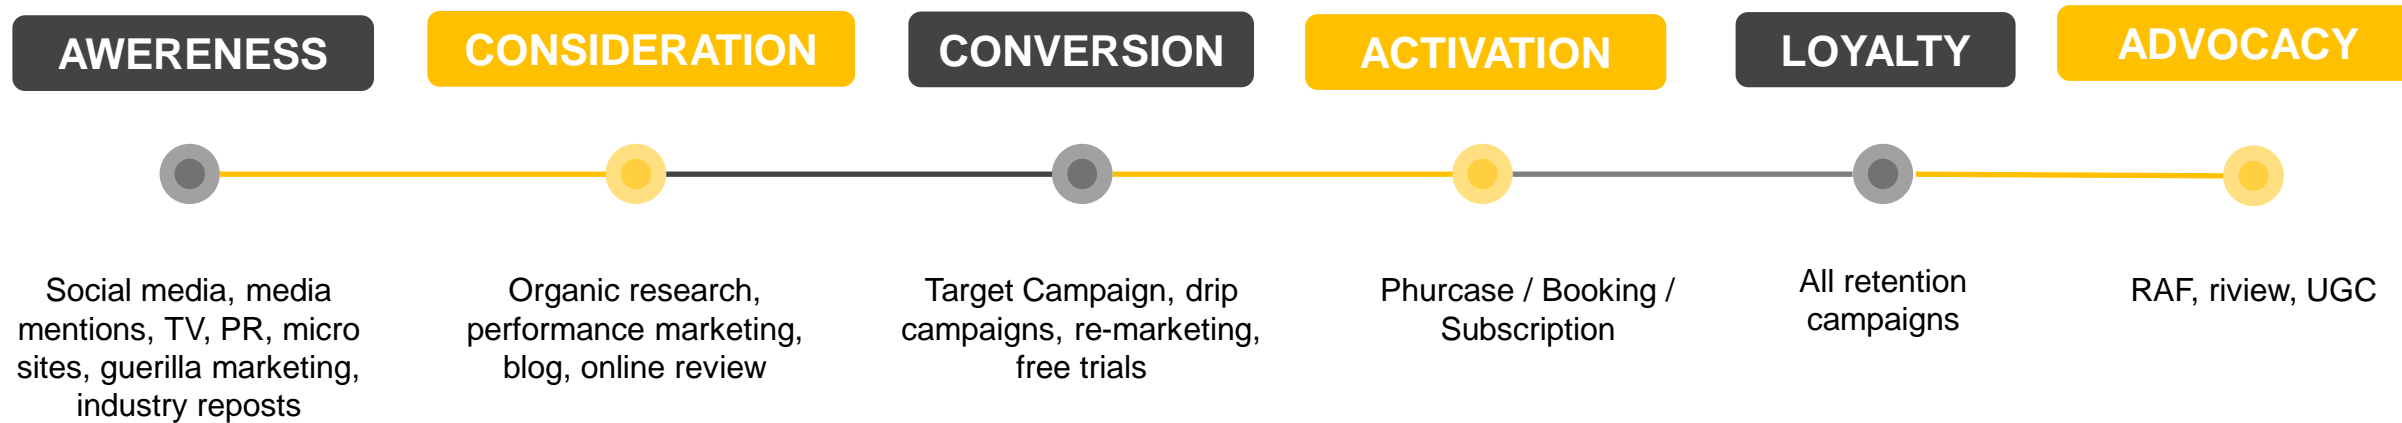 AWERENESS
CONSIDERATION
CONVERSION
ACTIVATION
LOYALTY
ADVOCACY
Social media, media
mentions, TV, PR, micro
sites, guerilla marketing,
industry reposts
Organic research,
performance marketing,
blog, online review
Target Campaign, drip
campaigns, re-marketing,
free trials
Phurcase / Booking /
Subscription
All retention
campaigns
RAF, riview, UGC